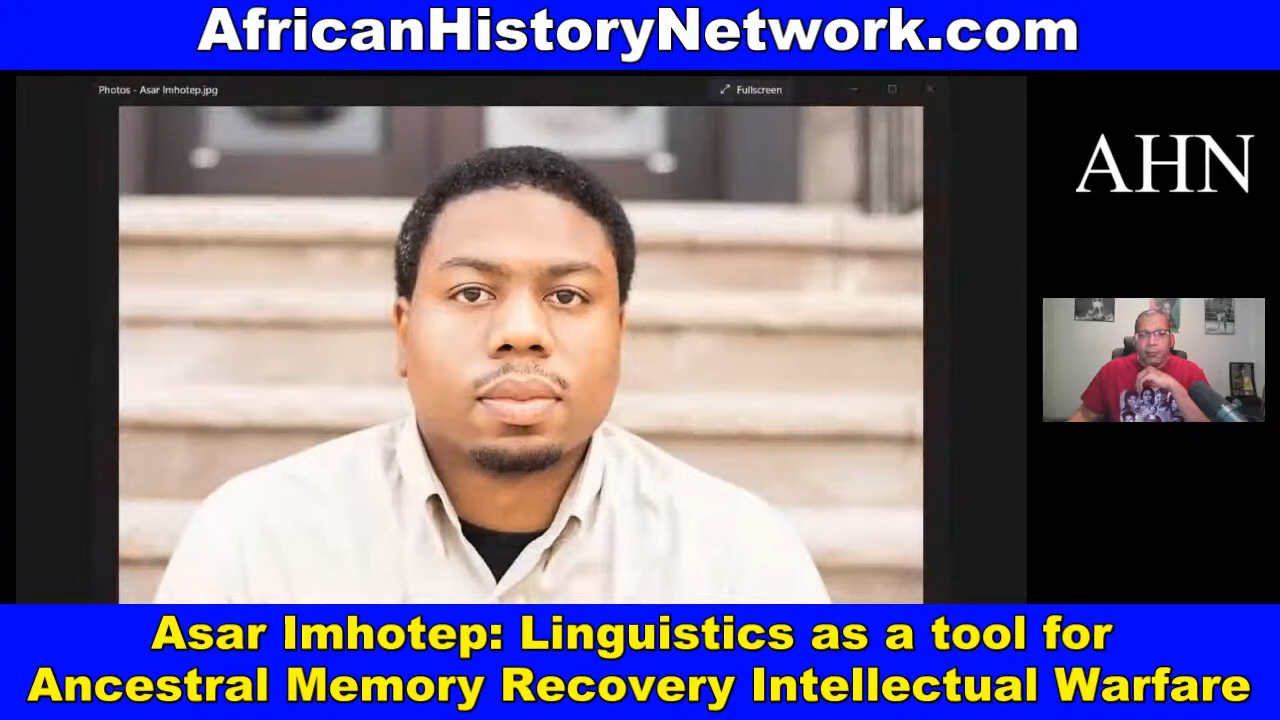 AfricanHistoryNetwork.com
Photos - Asar Imhotep.jpg
Fullscreen
AHN
Asar Imhotep: Linguistics as a tool for
Ancestral Memory Recovery Intellectual Warfare